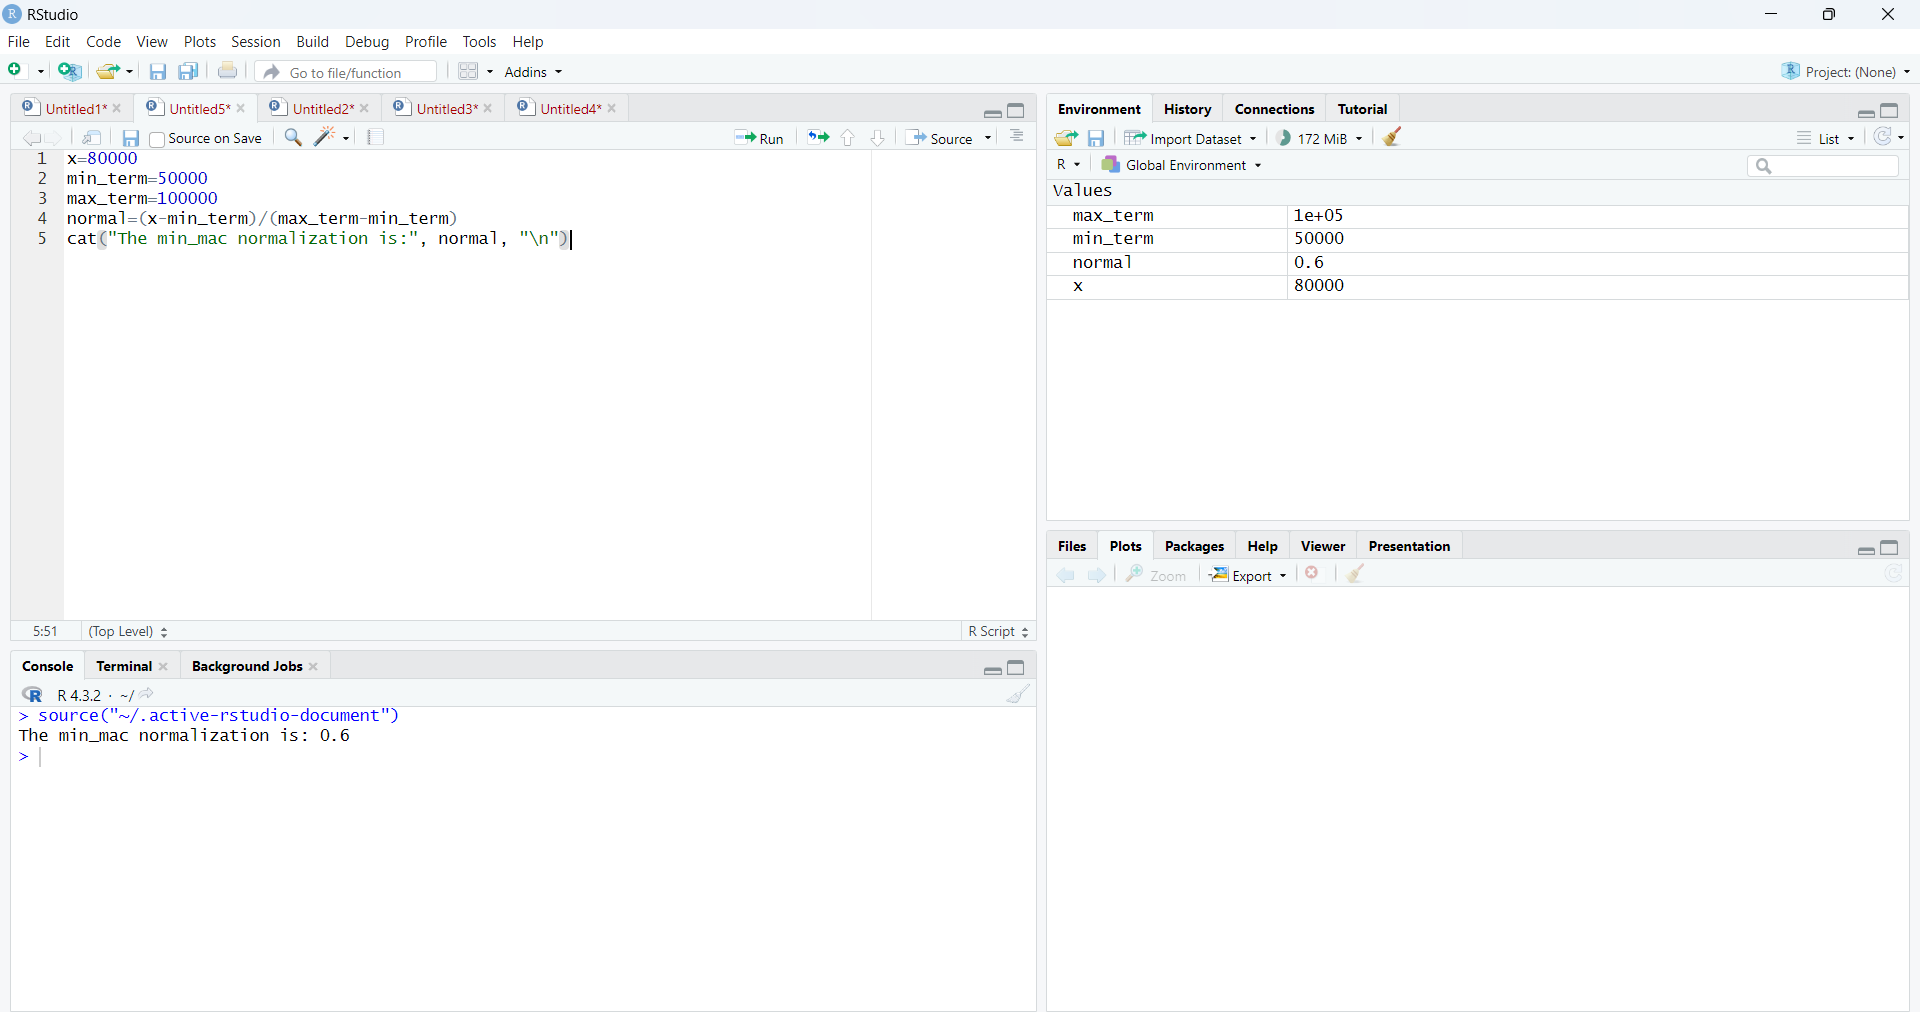 RStudio
File Edit Code View Plots Session Build Debug Profile Tools Help
Go to file/function Addins Project: (None)
Untitled1* Untitled5* Untitled2* Untitled3* Untitled4*
Source on Save Run Source
1 x=80000
2 min_term=50000
3 max_term=100000
4 normal=(x-min_term)/(max_term-min_term)
5 cat("The min_mac normalization is:", normal, "\n")
5:51 (Top Level) R Script
Console Terminal Background Jobs
R 4.3.2 · ~/
> source("~/.active-rstudio-document")
The min_mac normalization is: 0.6
>
Environment History Connections Tutorial
Import Dataset 172 MiB List
R Global Environment
Values
max_term 1e+05
min_term 50000
normal 0.6
x 80000
Files Plots Packages Help Viewer Presentation
Zoom Export